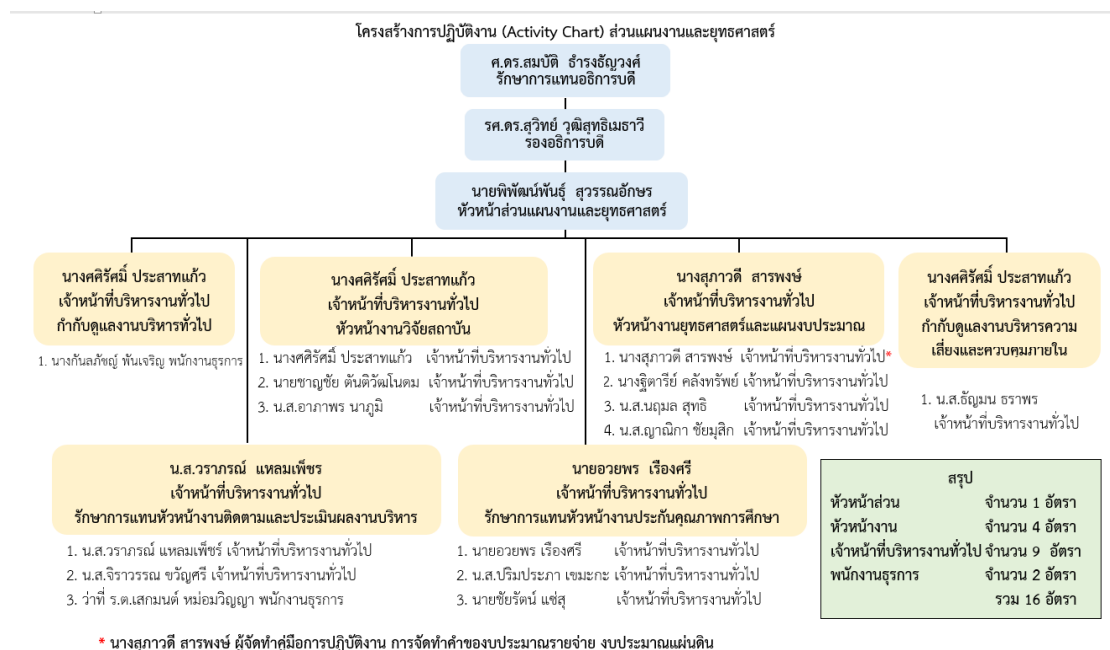 โครงสร้างการปฏิบัติงาน (Activity Chart) ส่วนแผนงานและยุทธศาสตร์
ศ.ดร.สมบัติ ธำรงธัญวงศ์
รักษาการแทนอธิการบดี
รศ.ดร.สุวิทย์ วุฒิสุทธิเมธาวี
รองอธิการบดี
นายพิพัฒน์พันธุ์ สุวรรณอักษร
หัวหน้าส่วนแผนงานและยุทธศาสตร์
นางศศิรัศมิ์ ประสาทแก้ว
เจ้าหน้าที่บริหารงานทั่วไป
กำกับดูแลงานบริหารทั่วไป
1. นางกันลภัชญ์ พันเจริญ พนักงานธุรการ
นางศศิรัศมิ์ ประสาทแก้ว
เจ้าหน้าที่บริหารงานทั่วไป
หัวหน้างานวิจัยสถาบัน
1. นางศศิรัศมิ์ ประสาทแก้ว เจ้าหน้าที่บริหารงานทั่วไป
2. นายชาญชัย ตันติวัฒโนดม เจ้าหน้าที่บริหารงานทั่วไป
3. น.ส.อาภาพร นาภูมิ เจ้าหน้าที่บริหารงานทั่วไป
นางสุภาวดี สารพงษ์
เจ้าหน้าที่บริหารงานทั่วไป
หัวหน้างานยุทธศาสตร์และแผนงบประมาณ
1. นางสุภาวดี สารพงษ์ เจ้าหน้าที่บริหารงานทั่วไป*
2. นางฐิตารีย์ คลังทรัพย์ เจ้าหน้าที่บริหารงานทั่วไป
3. น.ส.นฤมล สุทธิ เจ้าหน้าที่บริหารงานทั่วไป
4. น.ส.ญาณิกา ชัยมุสิก เจ้าหน้าที่บริหารงานทั่วไป
นางศศิรัศมิ์ ประสาทแก้ว
เจ้าหน้าที่บริหารงานทั่วไป
กำกับดูแลงานบริหารความ
เสี่ยงและควบคุมภายใน
1. น.ส.ธัญมน ธราพร
เจ้าหน้าที่บริหารงานทั่วไป
น.ส.วราภรณ์ แหลมเพ็ชร
เจ้าหน้าที่บริหารงานทั่วไป
รักษาการแทนหัวหน้างานติดตามและประเมินผลงานบริหาร
1. น.ส.วราภรณ์ แหลมเพ็ชร์ เจ้าหน้าที่บริหารงานทั่วไป
2. น.ส.จิราวรรณ ขวัญศรี เจ้าหน้าที่บริหารงานทั่วไป
3. ว่าที่ ร.ต.เสกมนต์ หม่อมวิญญา พนักงานธุรการ
นายอวยพร เรืองศรี
เจ้าหน้าที่บริหารงานทั่วไป
รักษาการแทนหัวหน้างานประกันคุณภาพการศึกษา
1. นายอวยพร เรืองศรี เจ้าหน้าที่บริหารงานทั่วไป
2. น.ส.ปริมประภา เขมะกะ เจ้าหน้าที่บริหารงานทั่วไป
3. นายชัยรัตน์ แซ่สุ เจ้าหน้าที่บริหารงานทั่วไป
สรุป
หัวหน้าส่วน จำนวน 1 อัตรา
หัวหน้างาน จำนวน 4 อัตรา
เจ้าหน้าที่บริหารงานทั่วไป จำนวน 9 อัตรา
พนักงานธุรการ จำนวน 2 อัตรา
รวม 16 อัตรา
* นางสุภาวดี สารพงษ์ ผู้จัดทำคู่มือการปฏิบัติงาน การจัดทำคำของบประมาณรายจ่าย งบประมาณแผ่นดิน